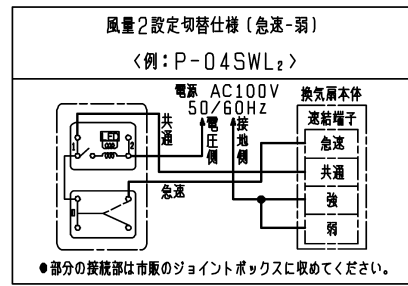 風量2設定切替仕様（急速-弱）
〈例：P-04SWL₂〉
電源 AC100V
50/60Hz
換気扇本体
速結端子
急速
共通
強
弱
共通
電圧側
接地側
LED
1
2
急速
●部分の接続部は市販のジョイントボックスに収めてください。